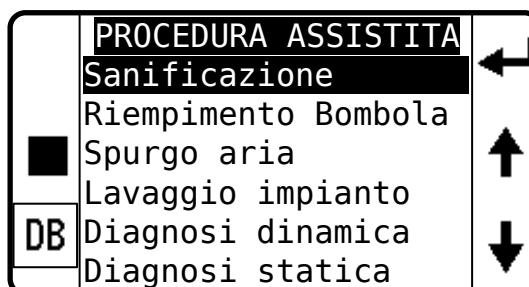 PROCEDURA ASSISTITA
Sanificazione
Riempimento Bombola
Spurgo aria
Lavaggio impianto
DB
Diagnosi dinamica
Diagnosi statica